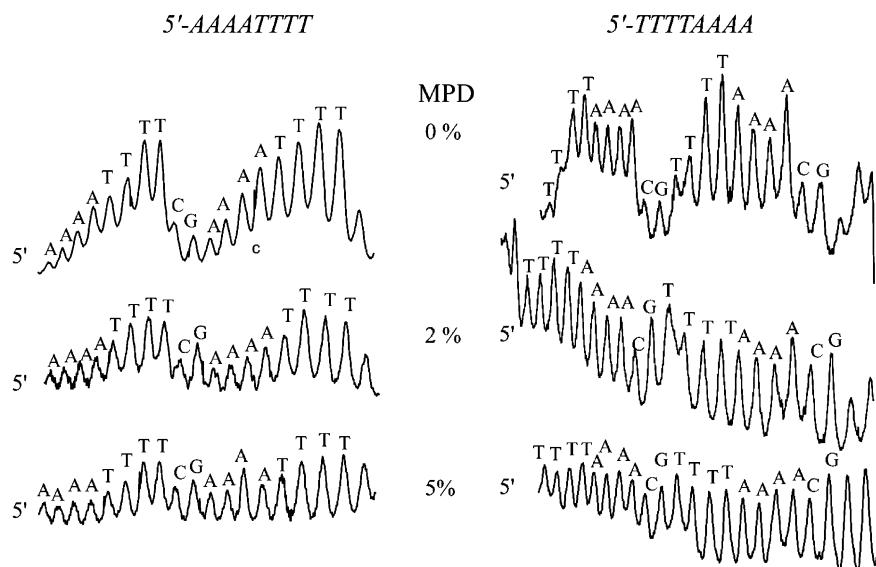 5'-AAAATTTT
5'-TTTTAAAA
MPD
0 %
5' A A A A T T T T C G A A A A T T T T
c
5' T T T T A A A A C G T T T T A A A A C G
2 %
5' A A A A T T T T C G A A A A T T T T
5' T T T T A A A A C G T T T T A A A A C G
5%
5' A A A A T T T T C G A A A A T T T T
5' T T T T A A A A C G T T T T A A A A C G